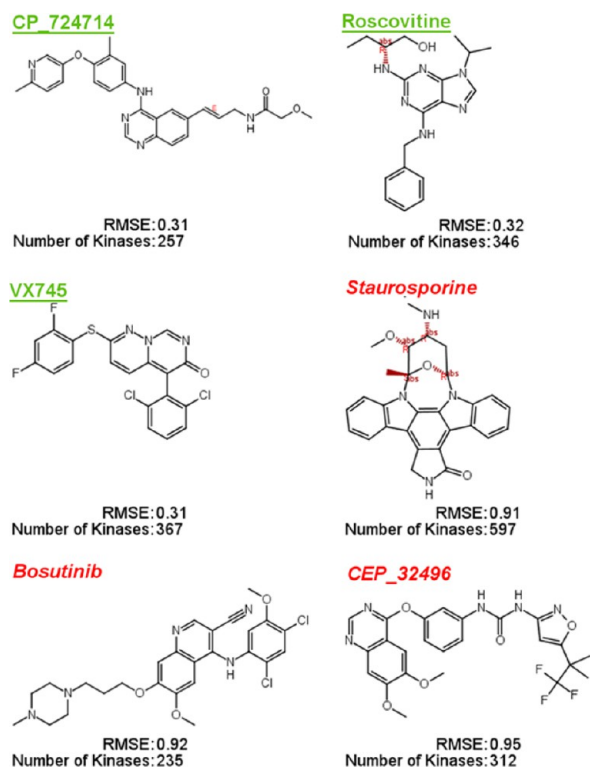 CP_724714
Roscovitine
RMSE:0.31
Number of Kinases:257
RMSE:0.32
Number of Kinases:346
VX745
Staurosporine
RMSE:0.31
Number of Kinases:367
RMSE:0.91
Number of Kinases:597
Bosutinib
CEP_32496
RMSE:0.92
Number of Kinases:235
RMSE:0.95
Number of Kinases:312